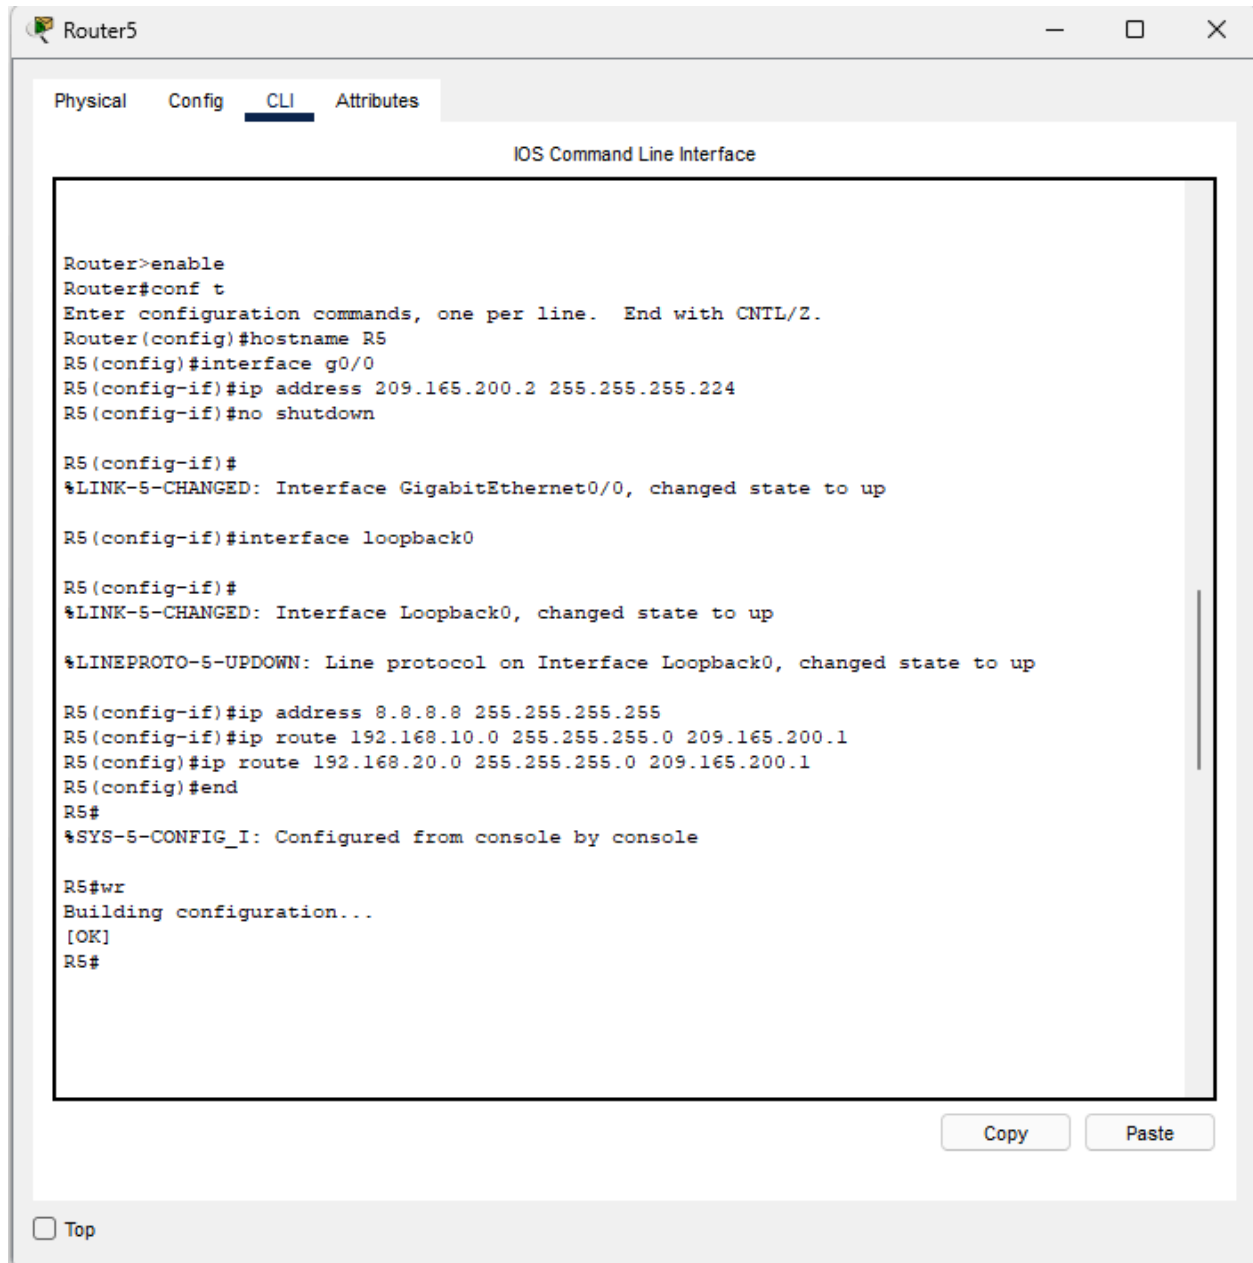 Router5
Physical Config CLI Attributes
IOS Command Line Interface
Router>enable
Router#conf t
Enter configuration commands, one per line.  End with CNTL/Z.
Router(config)#hostname R5
R5(config)#interface g0/0
R5(config-if)#ip address 209.165.200.2 255.255.255.224
R5(config-if)#no shutdown
R5(config-if)#
%LINK-5-CHANGED: Interface GigabitEthernet0/0, changed state to up
R5(config-if)#interface loopback0
R5(config-if)#
%LINK-5-CHANGED: Interface Loopback0, changed state to up
%LINEPROTO-5-UPDOWN: Line protocol on Interface Loopback0, changed state to up
R5(config-if)#ip address 8.8.8.8 255.255.255.255
R5(config-if)#ip route 192.168.10.0 255.255.255.0 209.165.200.1
R5(config)#ip route 192.168.20.0 255.255.255.0 209.165.200.1
R5(config)#end
R5#
%SYS-5-CONFIG_I: Configured from console by console
R5#wr
Building configuration...
[OK]
R5#
Copy Paste
Top